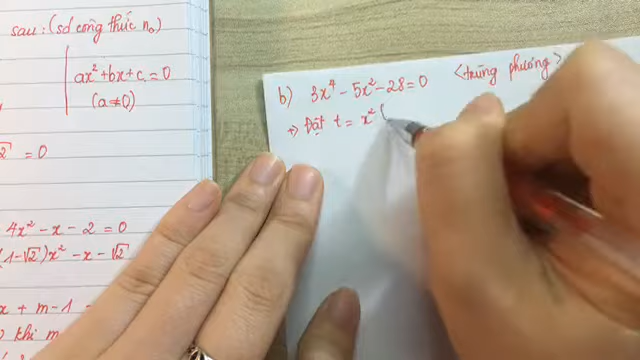 sau: (sd công thức n₀)
ax² + bx + c = 0
(a ≠ 0)
= 0
4x² - x - 2 = 0
(1-√2)x² - x - √2
x + m - 1
khi m
b) 3x⁴ - 5x² - 28 = 0 <trùng phương>
+) Đặt t = x² (